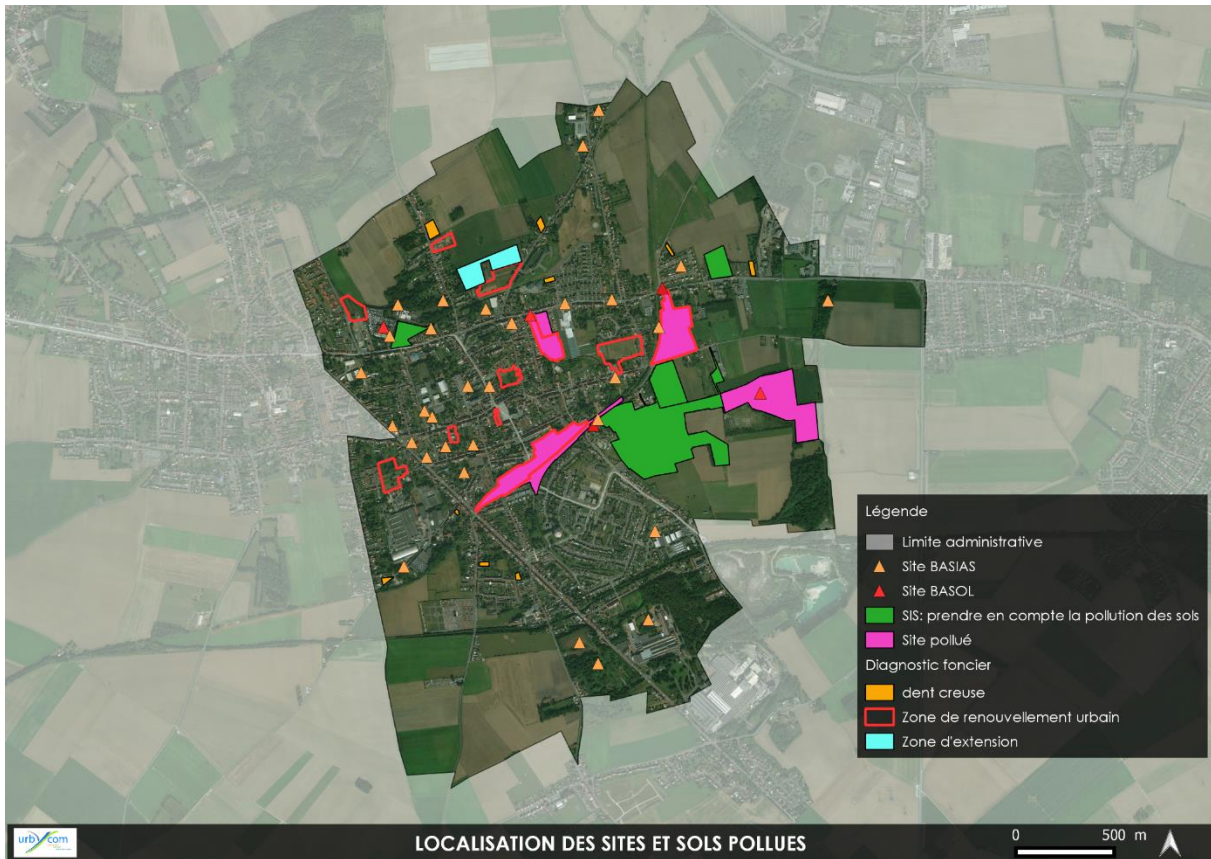 Légende
Limite administrative
Site BASIAS
Site BASOL
SIS: prendre en compte la pollution des sols
Site pollué
Diagnostic foncier
dent creuse
Zone de renouvellement urbain
Zone d'extension
urbycom
LOCALISATION DES SITES ET SOLS POLLUES
0 500 m